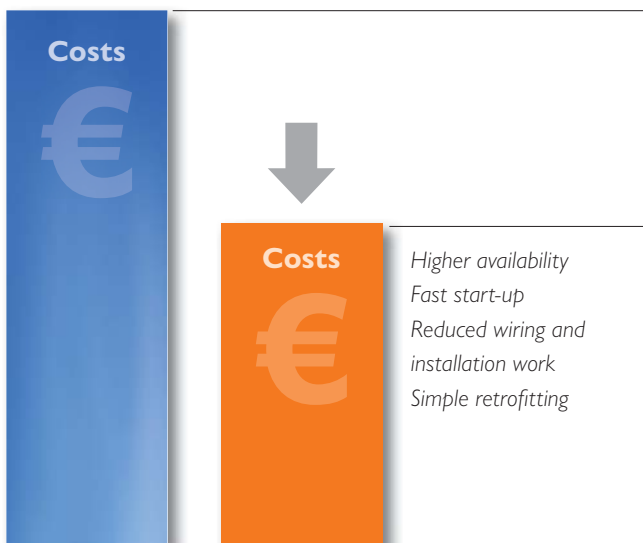 Costs
€
Costs
€
Higher availability
Fast start-up
Reduced wiring and
installation work
Simple retrofitting